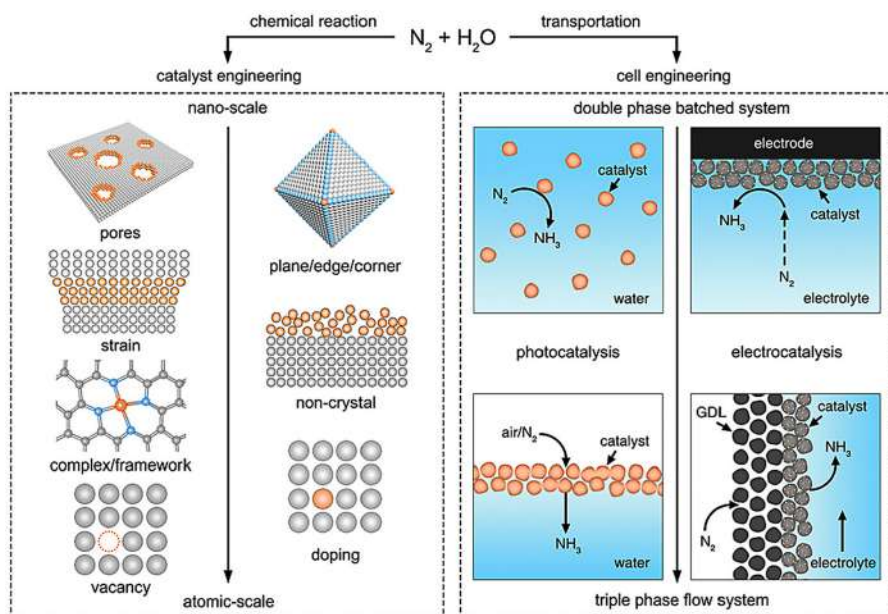 chemical reaction
N₂ + H₂O
transportation
catalyst engineering
cell engineering
nano-scale
pores
plane/edge/corner
strain
non-crystal
complex/framework
doping
vacancy
atomic-scale
double phase batched system
catalyst
N₂
NH₃
water
electrode
catalyst
NH₃
N₂
electrolyte
photocatalysis
electrocatalysis
air/N₂
catalyst
NH₃
water
GDL
catalyst
NH₃
N₂
electrolyte
triple phase flow system